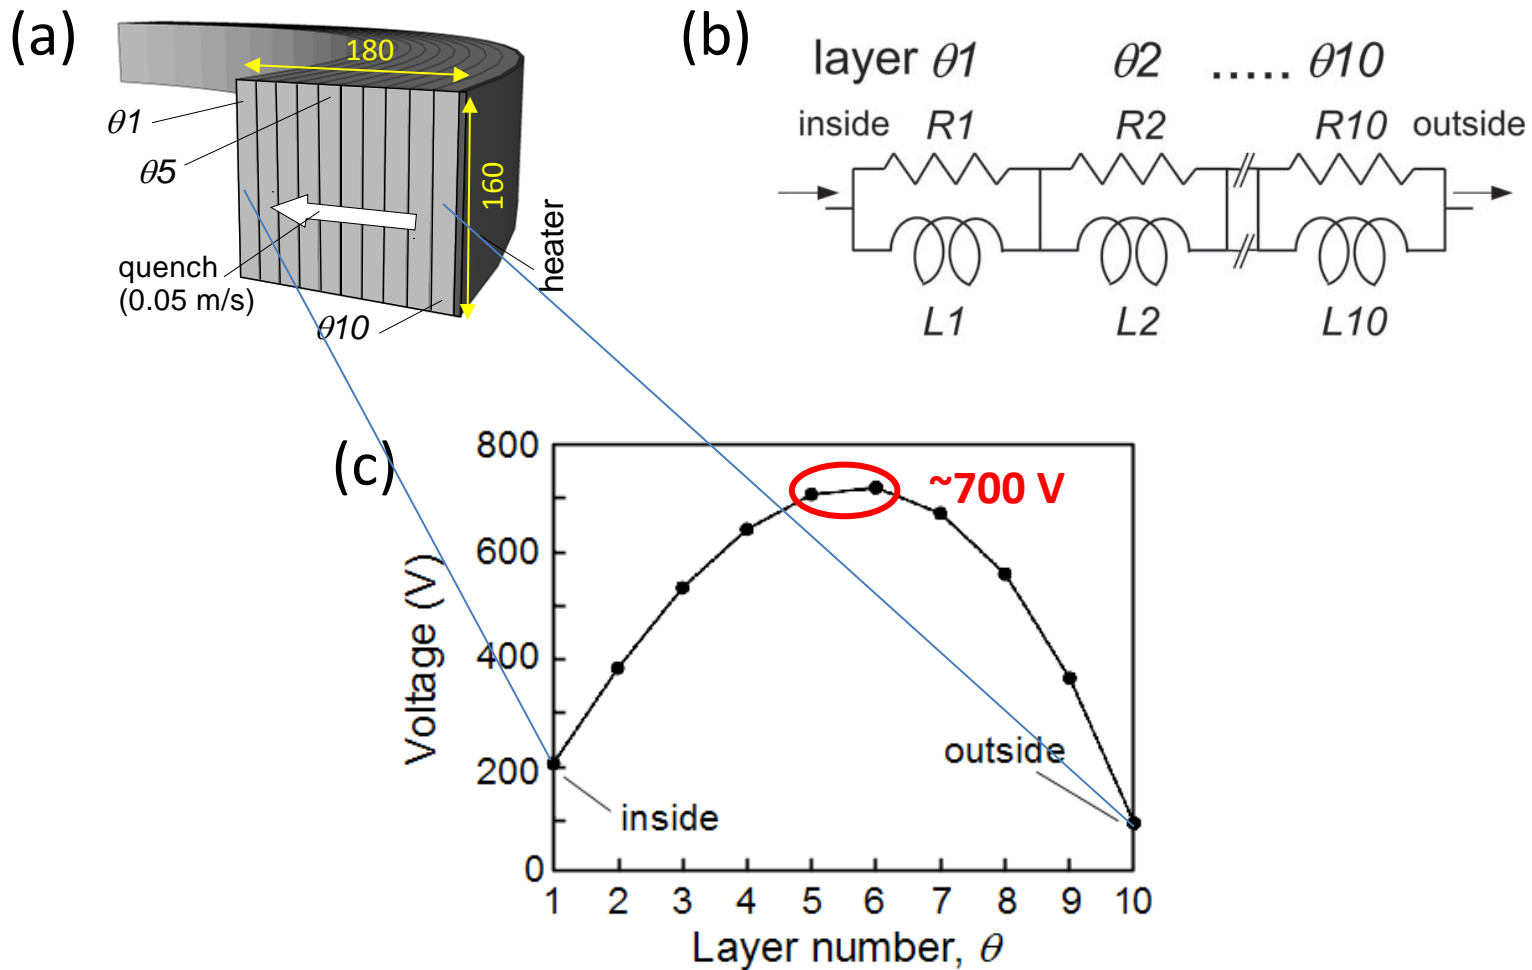 (a)
180
θ1
θ5
160
quench
(0.05 m/s)
heater
θ10
(b)
layer θ1 θ2 ..... θ10
inside R1 R2 R10 outside
L1 L2 L10
(c)
800
~700 V
600
400
200
0
Voltage (V)
outside
inside
1 2 3 4 5 6 7 8 9 10
Layer number, θ